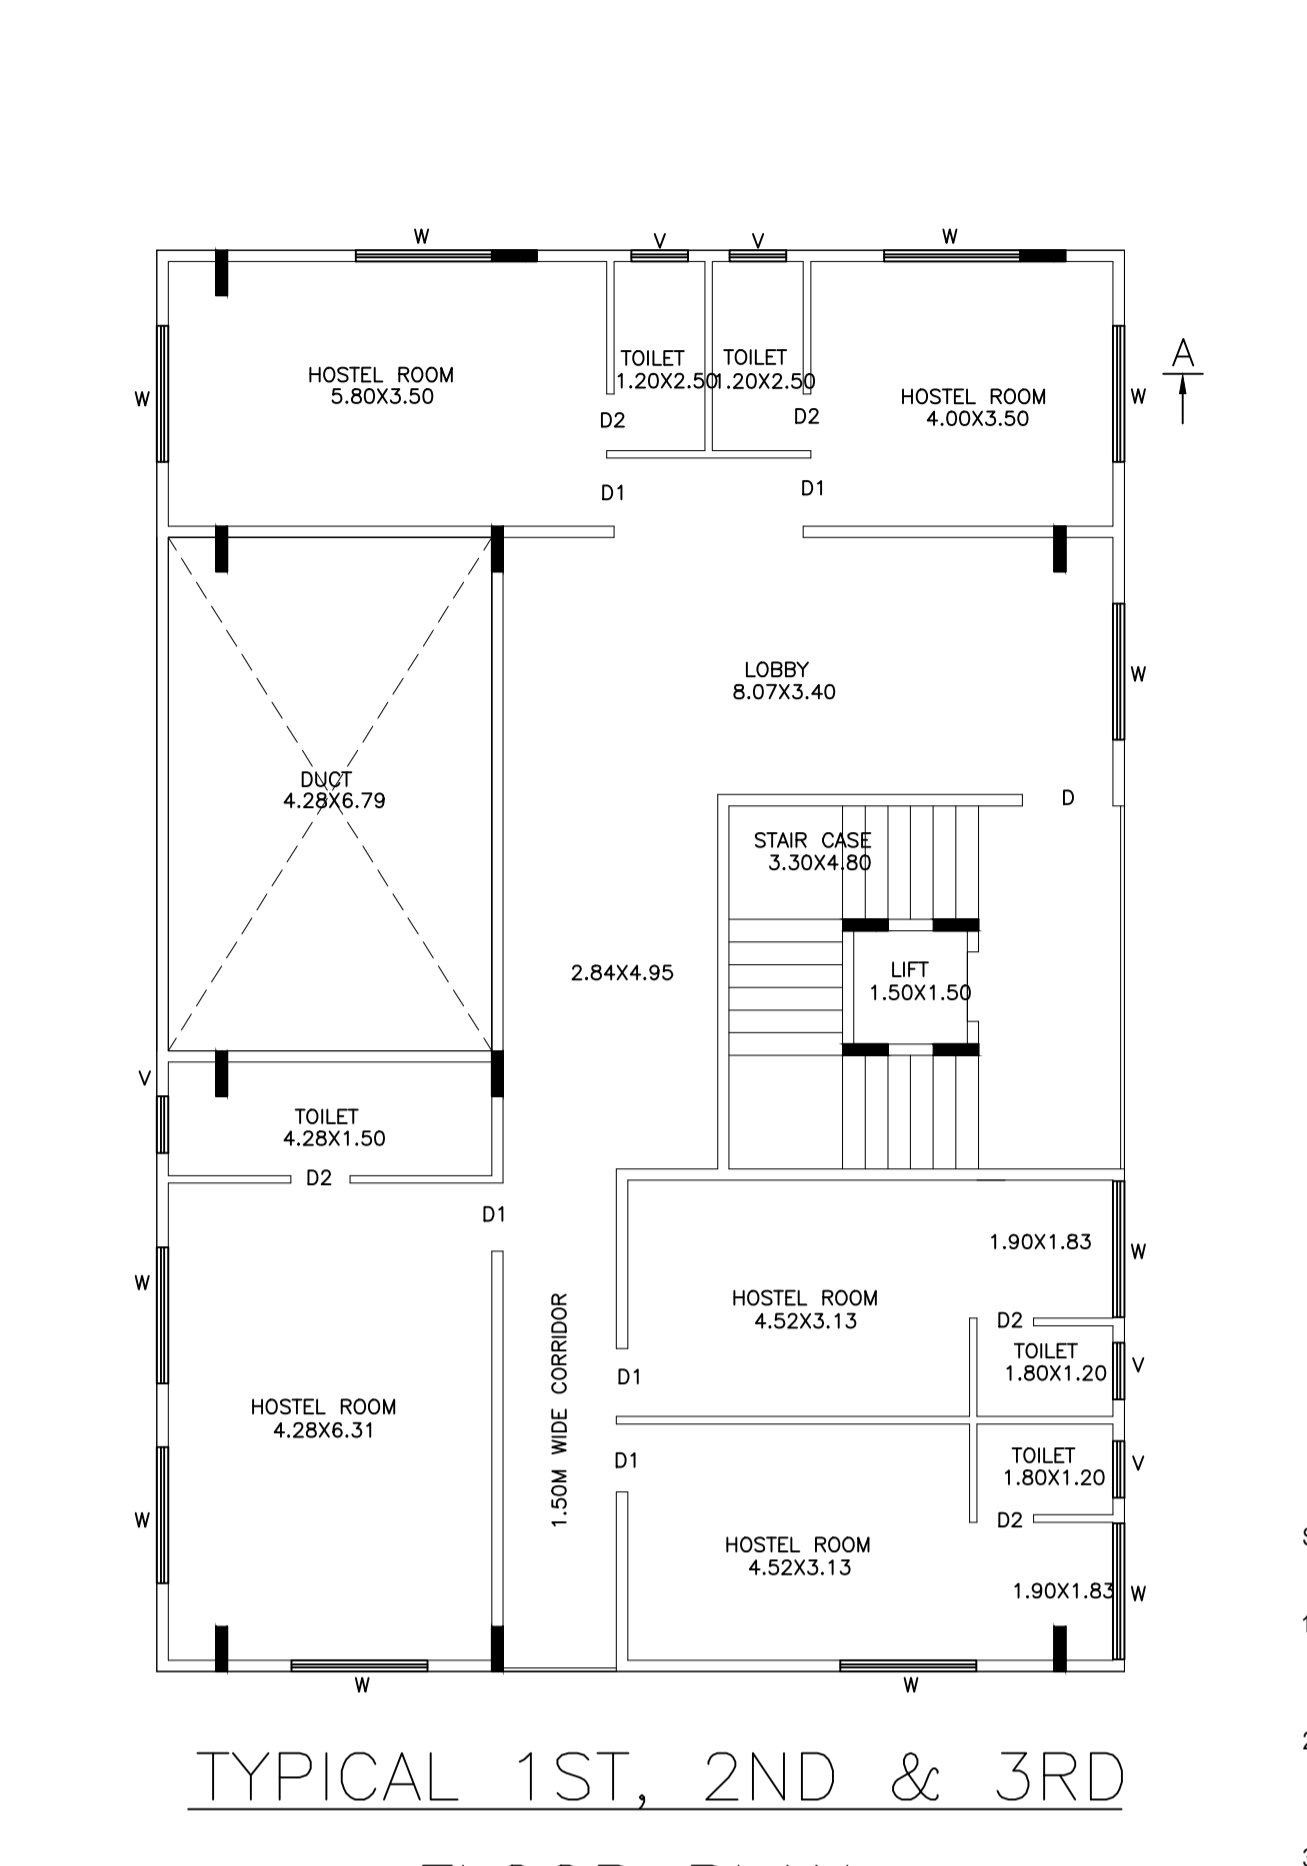 W
V
V
W
A
TOILET
TOILET
1.20X2.50
1.20X2.50
HOSTEL ROOM
5.80X3.50
W
W
HOSTEL ROOM
4.00X3.50
D2
D2
D1
D1
LOBBY
8.07X3.40
W
DUCT
4.28X6.79
D
STAIR CASE
3.30X4.80
2.84X4.95
LIFT
1.50X1.50
V
TOILET
4.28X1.50
D2
D1
1.90X1.83
W
W
HOSTEL ROOM
4.52X3.13
D2
TOILET
1.80X1.20
V
D1
HOSTEL ROOM
4.28X6.31
1.50M WIDE CORRIDOR
D1
TOILET
1.80X1.20
V
W
D2
HOSTEL ROOM
4.52X3.13
1.90X1.83
W
W
W
TYPICAL 1ST, 2ND & 3RD